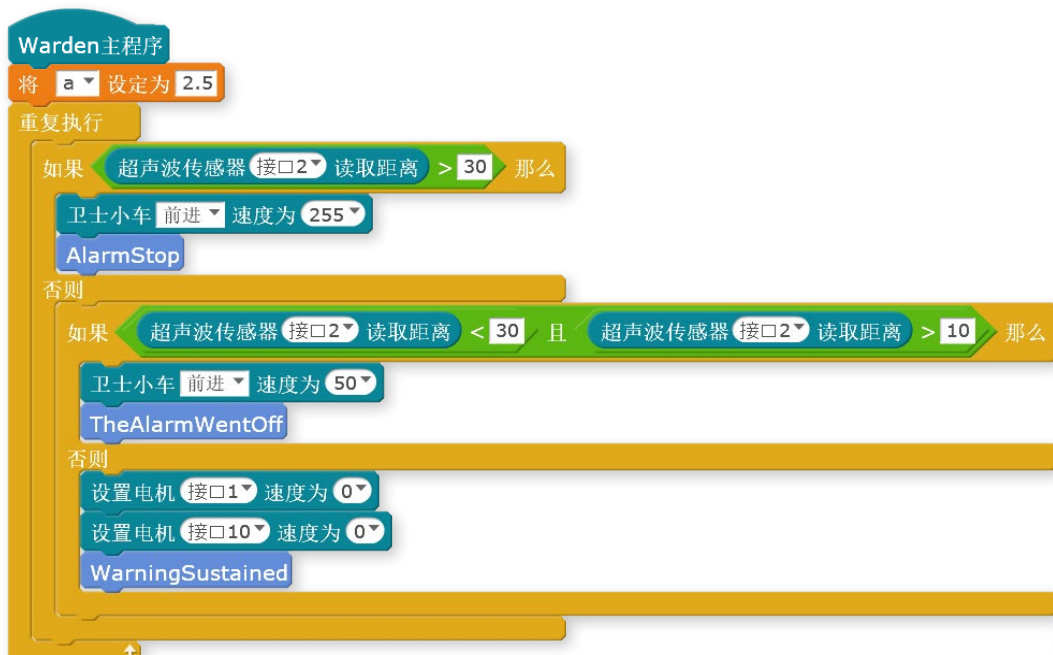 Warden主程序
将 a 设定为 2.5
重复执行
如果 超声波传感器 接口2 读取距离 > 30 那么
卫士小车 前进 速度为 255
AlarmStop
否则
如果 超声波传感器 接口2 读取距离 < 30 且 超声波传感器 接口2 读取距离 > 10 那么
卫士小车 前进 速度为 50
TheAlarmWentOff
否则
设置电机 接口1 速度为 0
设置电机 接口10 速度为 0
WarningSustained